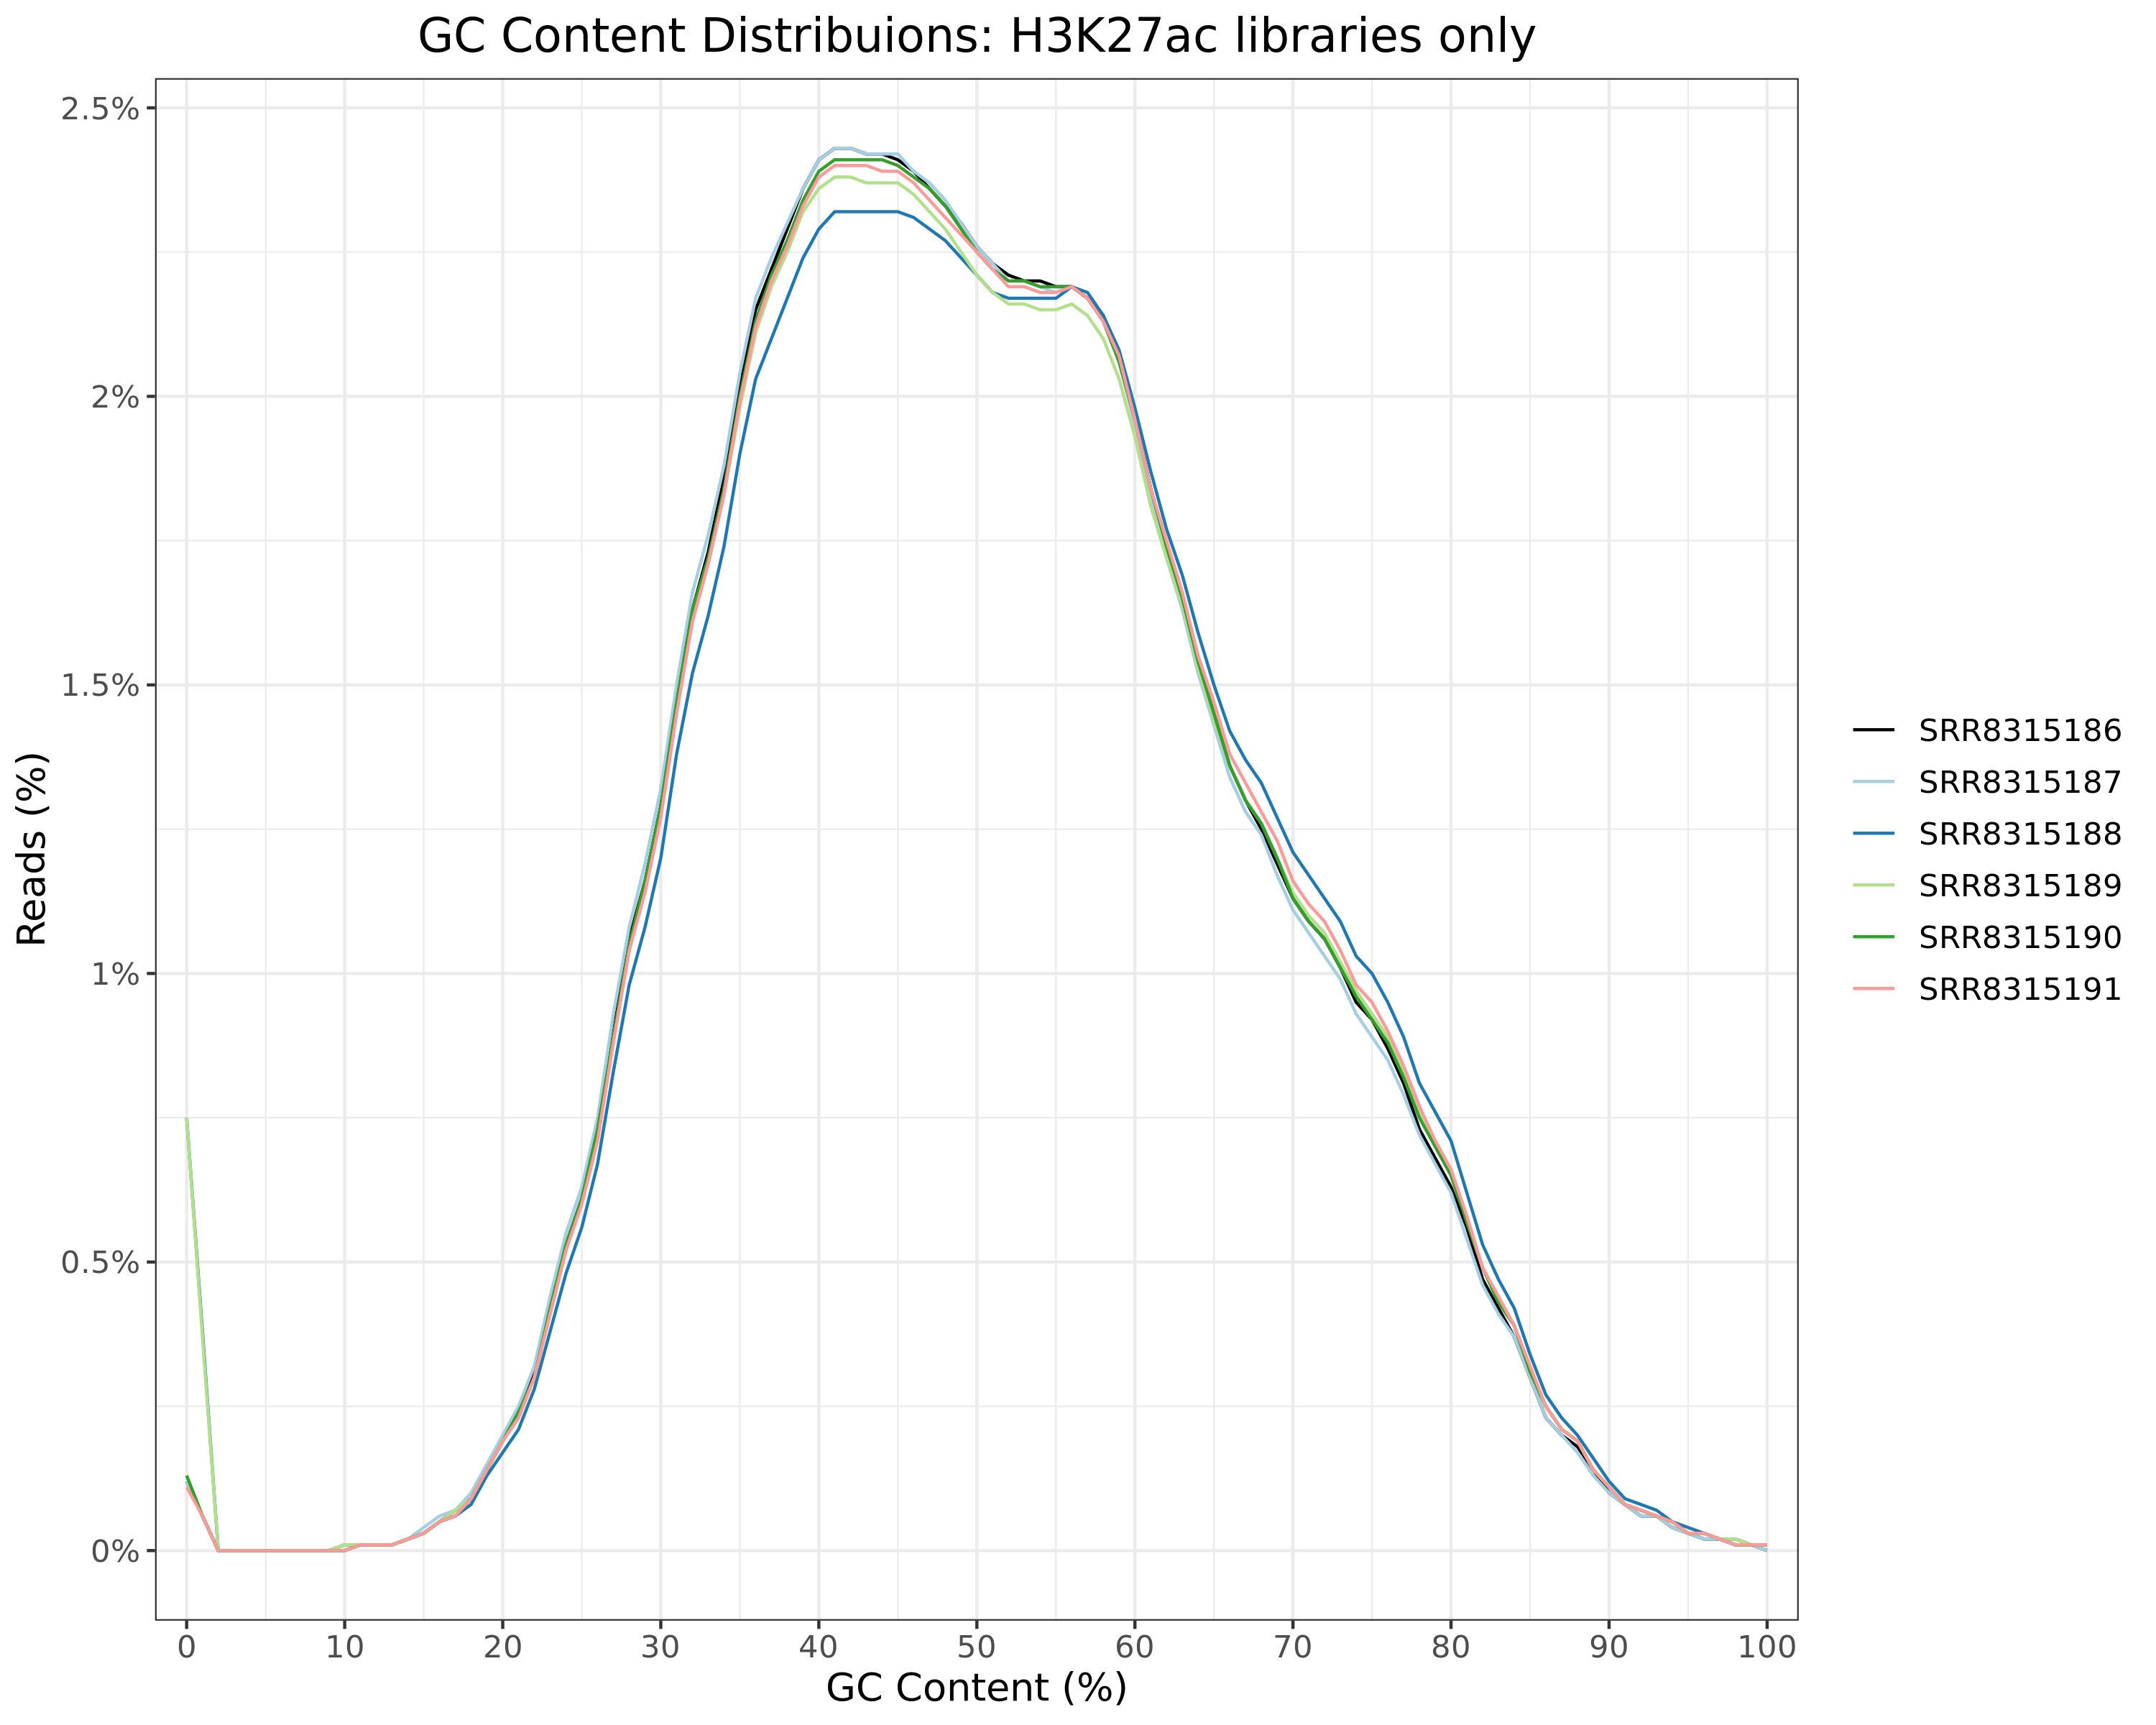 GC Content Distribuions: H3K27ac libraries only
Reads (%)
2.5%
2%
1.5%
1%
0.5%
0%
0 10 20 30 40 50 60 70 80 90 100
GC Content (%)
SRR8315186
SRR8315187
SRR8315188
SRR8315189
SRR8315190
SRR8315191